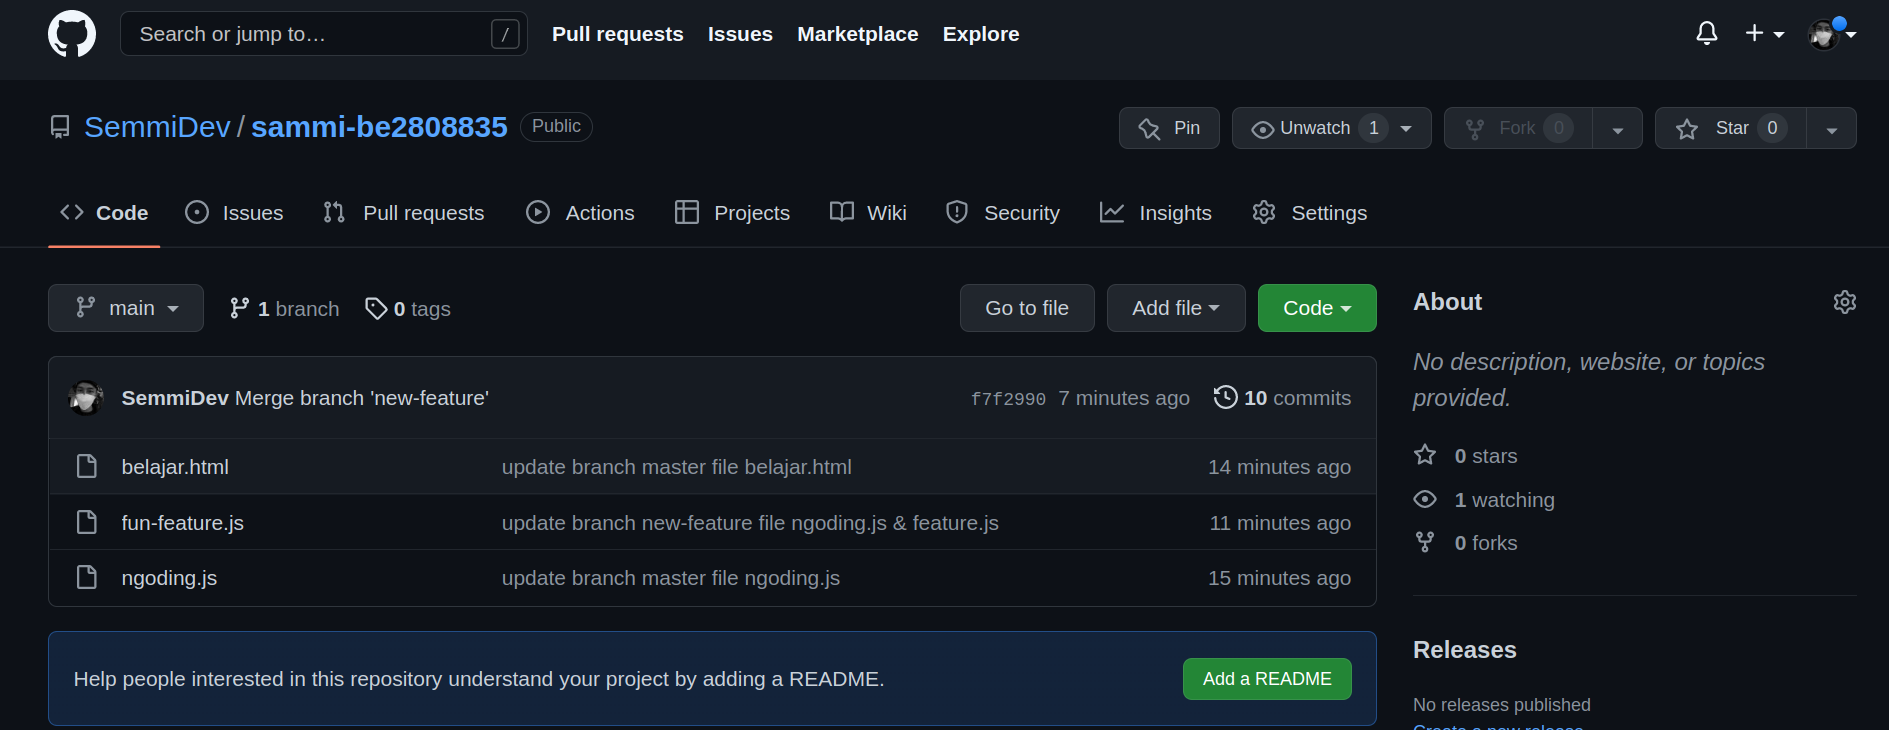 Search or jump to… / Pull requests Issues Marketplace Explore
SemmiDev / sammi-be2808835 Public Pin Unwatch 1 Fork 0 Star 0
Code Issues Pull requests Actions Projects Wiki Security Insights Settings
main 1 branch 0 tags Go to file Add file Code
SemmiDev Merge branch 'new-feature' f7f2990 7 minutes ago 10 commits
belajar.html update branch master file belajar.html 14 minutes ago
fun-feature.js update branch new-feature file ngoding.js & feature.js 11 minutes ago
ngoding.js update branch master file ngoding.js 15 minutes ago
Help people interested in this repository understand your project by adding a README. Add a README
About
No description, website, or topics
provided.
0 stars
1 watching
0 forks
Releases
No releases published
Create a new release